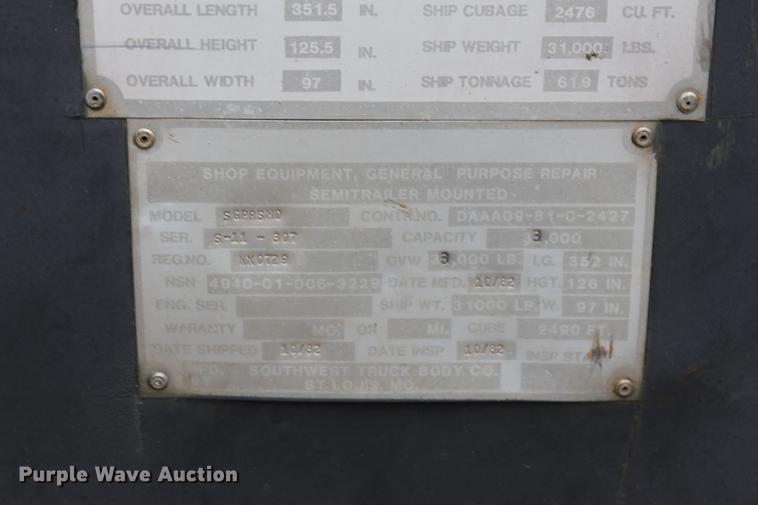 OVERALL LENGTH 351.5 IN. SHIP CUBAGE 2476 CU. FT.
OVERALL HEIGHT 125.5 IN. SHIP WEIGHT 31,000 LBS.
OVERALL WIDTH 97 IN. SHIP TONNAGE 61.9 TONS
SHOP EQUIPMENT, GENERAL PURPOSE REPAIR
SEMITRAILER MOUNTED
MODEL SGPRSMD CONTR.NO. DAAA09-81-C-2427
SER. S-11 - 307 CAPACITY
REG.NO. NX0729 GVW LG. 352 IN.
NSN 4940-01-006-3229 DATE MFD. 10/82 HGT. 126 IN.
ENG. SER. SHIP WT. 31000 LB. W. 97 IN.
WARRANTY MO. OR MI. CUBE 2490 FT.
DATE SHIPPED 10/82 DATE INSP 10/82 INSP STAMP
MFD. SOUTHWEST TRUCK BODY CO.
ST. LOUIS, MO.
Purple Wave Auction